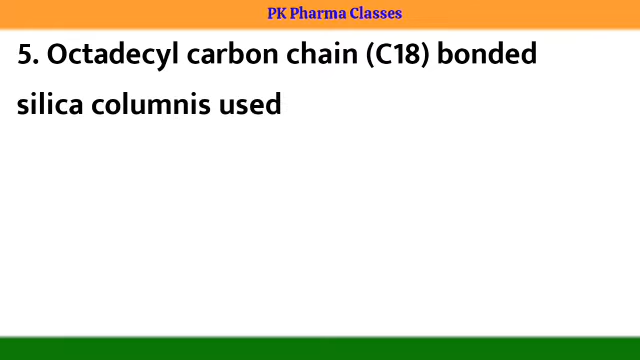 PK Pharma Classes
5. Octadecyl carbon chain (C18) bonded
silica columnis used